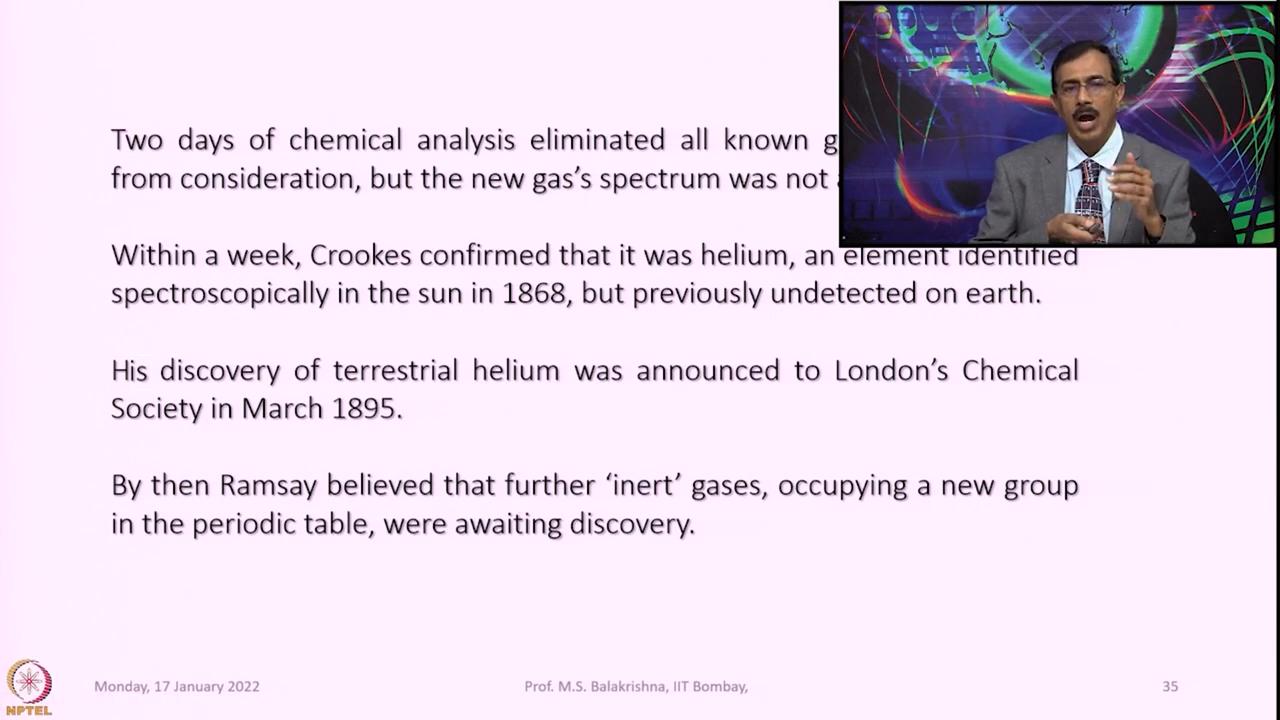 Two days of chemical analysis eliminated all known
from consideration, but the new gas’s spectrum was not
Within a week, Crookes confirmed that it was helium, an element identified
spectroscopically in the sun in 1868, but previously undetected on earth.
His discovery of terrestrial helium was announced to London’s Chemical
Society in March 1895.
By then Ramsay believed that further ‘inert’ gases, occupying a new group
in the periodic table, were awaiting discovery.
NPTEL
Monday, 17 January 2022
Prof. M.S. Balakrishna, IIT Bombay,
35